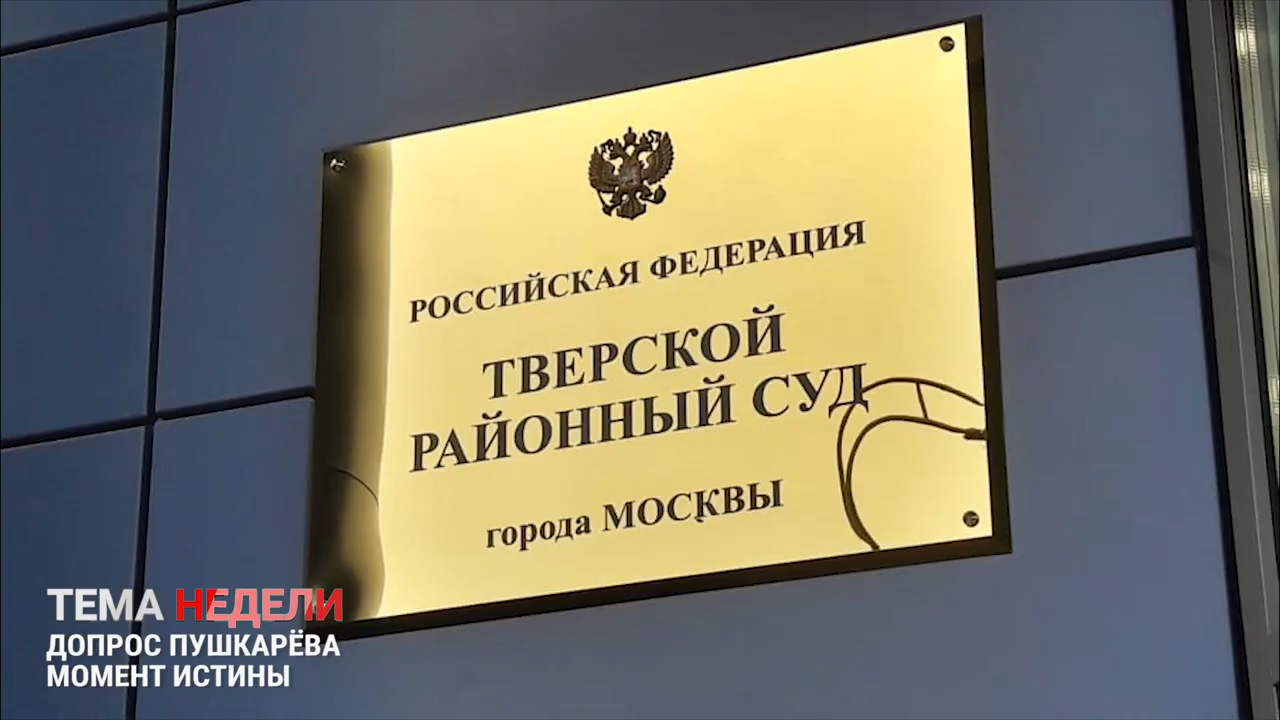 РОССИЙСКАЯ ФЕДЕРАЦИЯ
ТВЕРСКОЙ
РАЙОННЫЙ СУД
города МОСКВЫ
ТЕМА НЕДЕЛИ
ДОПРОС ПУШКАРЁВА
МОМЕНТ ИСТИНЫ